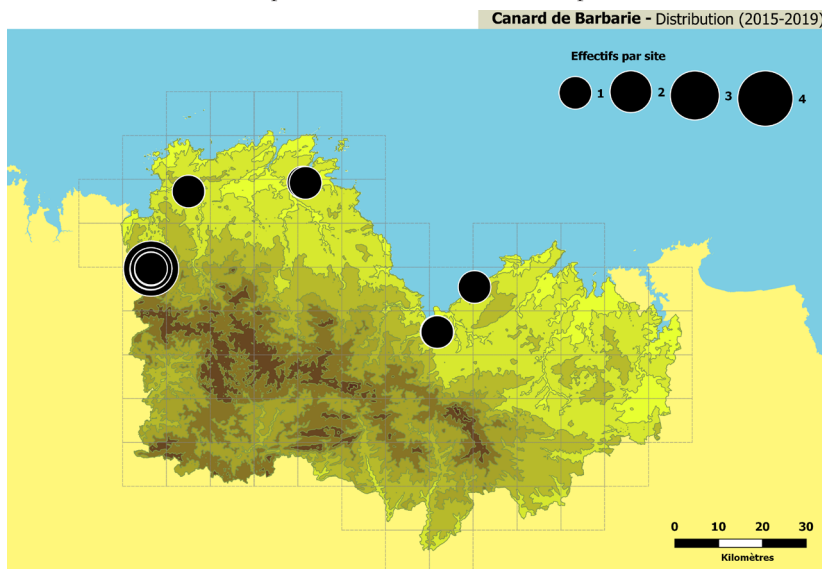 Canard de Barbarie - Distribution (2015-2019)
Effectifs par site
1 2 3 4
0 10 20 30
Kilomètres